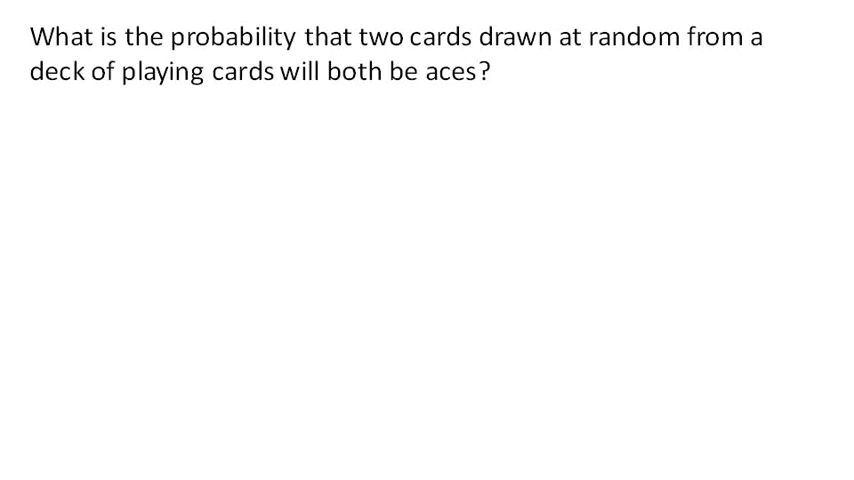 What is the probability that two cards drawn at random from a
deck of playing cards will both be aces?